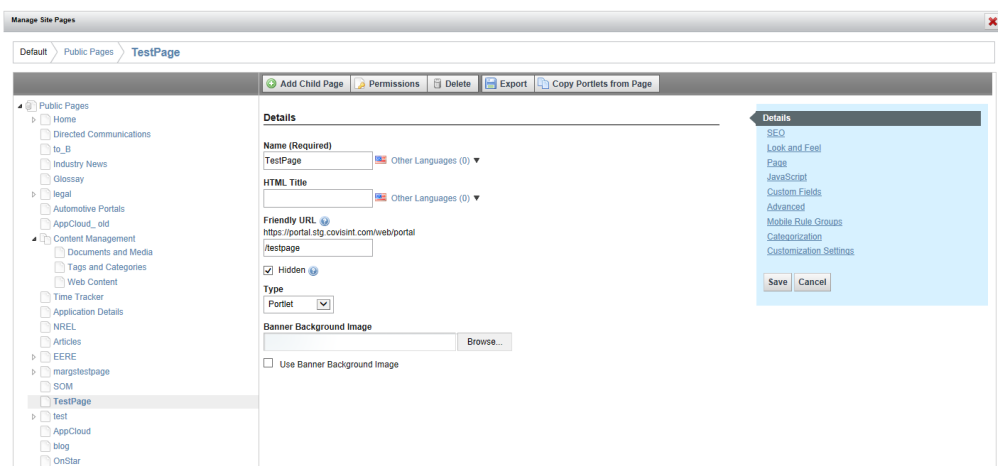 Manage Site Pages
Default Public Pages TestPage
Add Child Page Permissions Delete Export Copy Portlets from Page
Public Pages
Home
Directed Communications
to_B
Industry News
Glossay
legal
Automotive Portals
AppCloud_ old
Content Management
Documents and Media
Tags and Categories
Web Content
Time Tracker
Application Details
NREL
Articles
EERE
margstestpage
SOM
TestPage
test
AppCloud
blog
OnStar
Details
Name (Required)
TestPage Other Languages (0)
HTML Title
Other Languages (0)
Friendly URL
https://portal.stg.covisint.com/web/portal
/testpage
Hidden
Type
Portlet
Banner Background Image
Browse...
Use Banner Background Image
Details
SEO
Look and Feel
Page
JavaScript
Custom Fields
Advanced
Mobile Rule Groups
Categorization
Customization Settings
Save Cancel